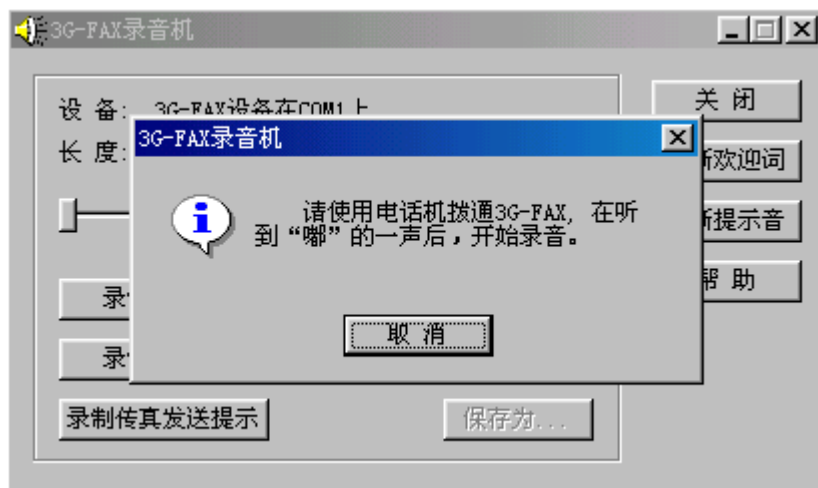 3G-FAX录音机
设 备: 3G-FAX设备在COM1上
关 闭
长 度:
3G-FAX录音机
新欢迎词
请使用电话机拨通3G-FAX, 在听
到“嘟”的一声后，开始录音。
新提示音
帮 助
录
取 消
录
录制传真发送提示
保存为...